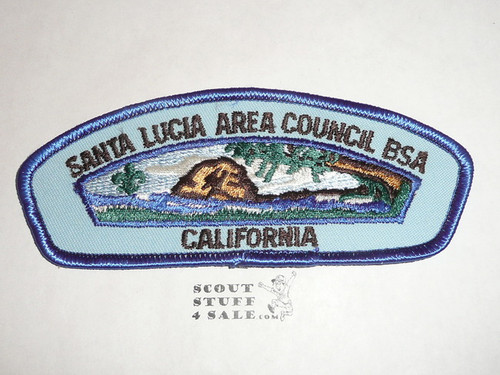 SANTA LUCIA AREA COUNCIL BSA
CALIFORNIA
SCOUT
STUFF
4 SALE.COM